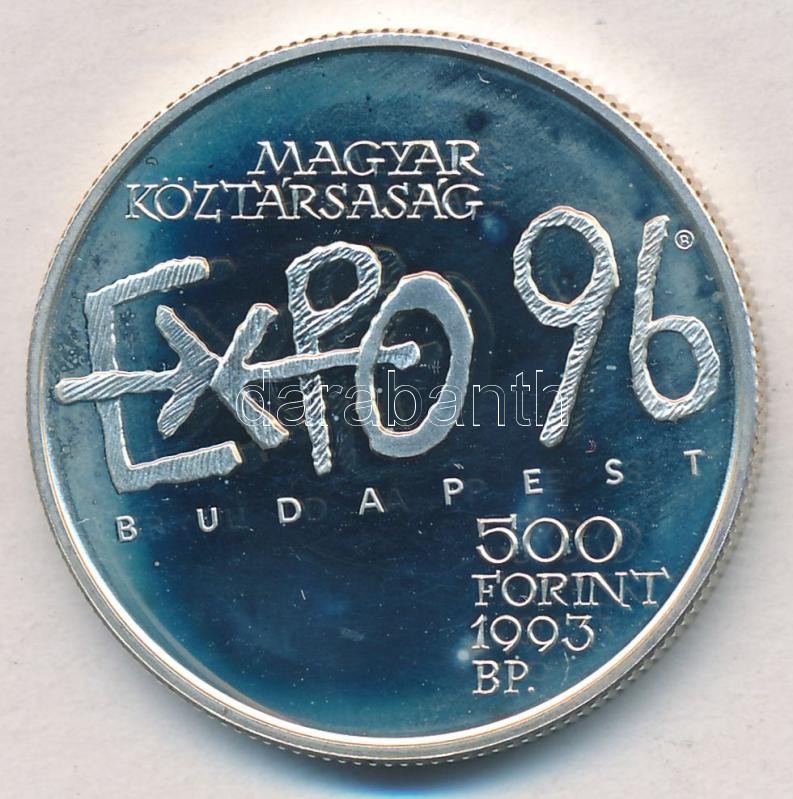 MAGYAR
KÖZTÁRSASÁG
EXPO 96 ®
darabanth
BUDAPEST
500
FORINT
1993
BP.